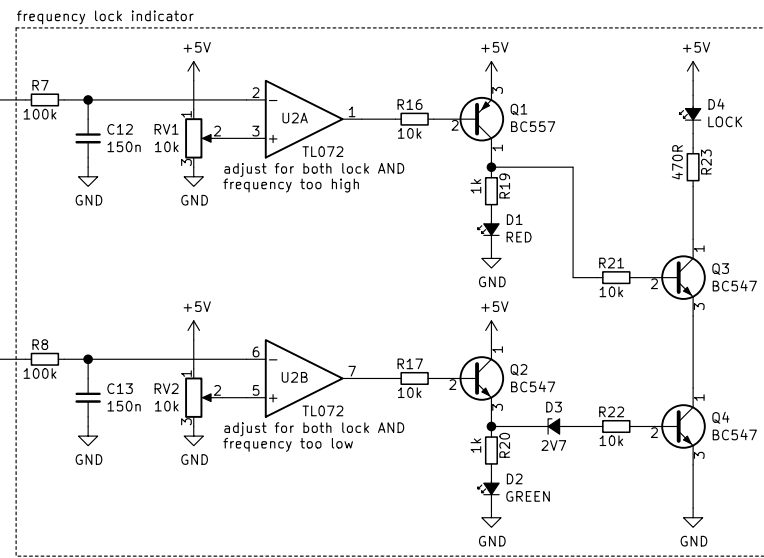 frequency lock indicator
+5V
+5V
+5V
R7
100k
C12
150n
GND
RV1
10k
1
2
3
GND
2
3
1
U2A
TL072
adjust for both lock AND
frequency too high
R16
10k
3
2
1
Q1
BC557
1k
R19
D1
RED
GND
D4
LOCK
470R
R23
R21
10k
1
2
3
Q3
BC547
+5V
+5V
R8
100k
C13
150n
GND
RV2
10k
1
2
3
GND
6
5
7
U2B
TL072
adjust for both lock AND
frequency too low
R17
10k
1
2
3
Q2
BC547
D3
2V7
R22
10k
1
2
3
Q4
BC547
1k
R20
D2
GREEN
GND
GND